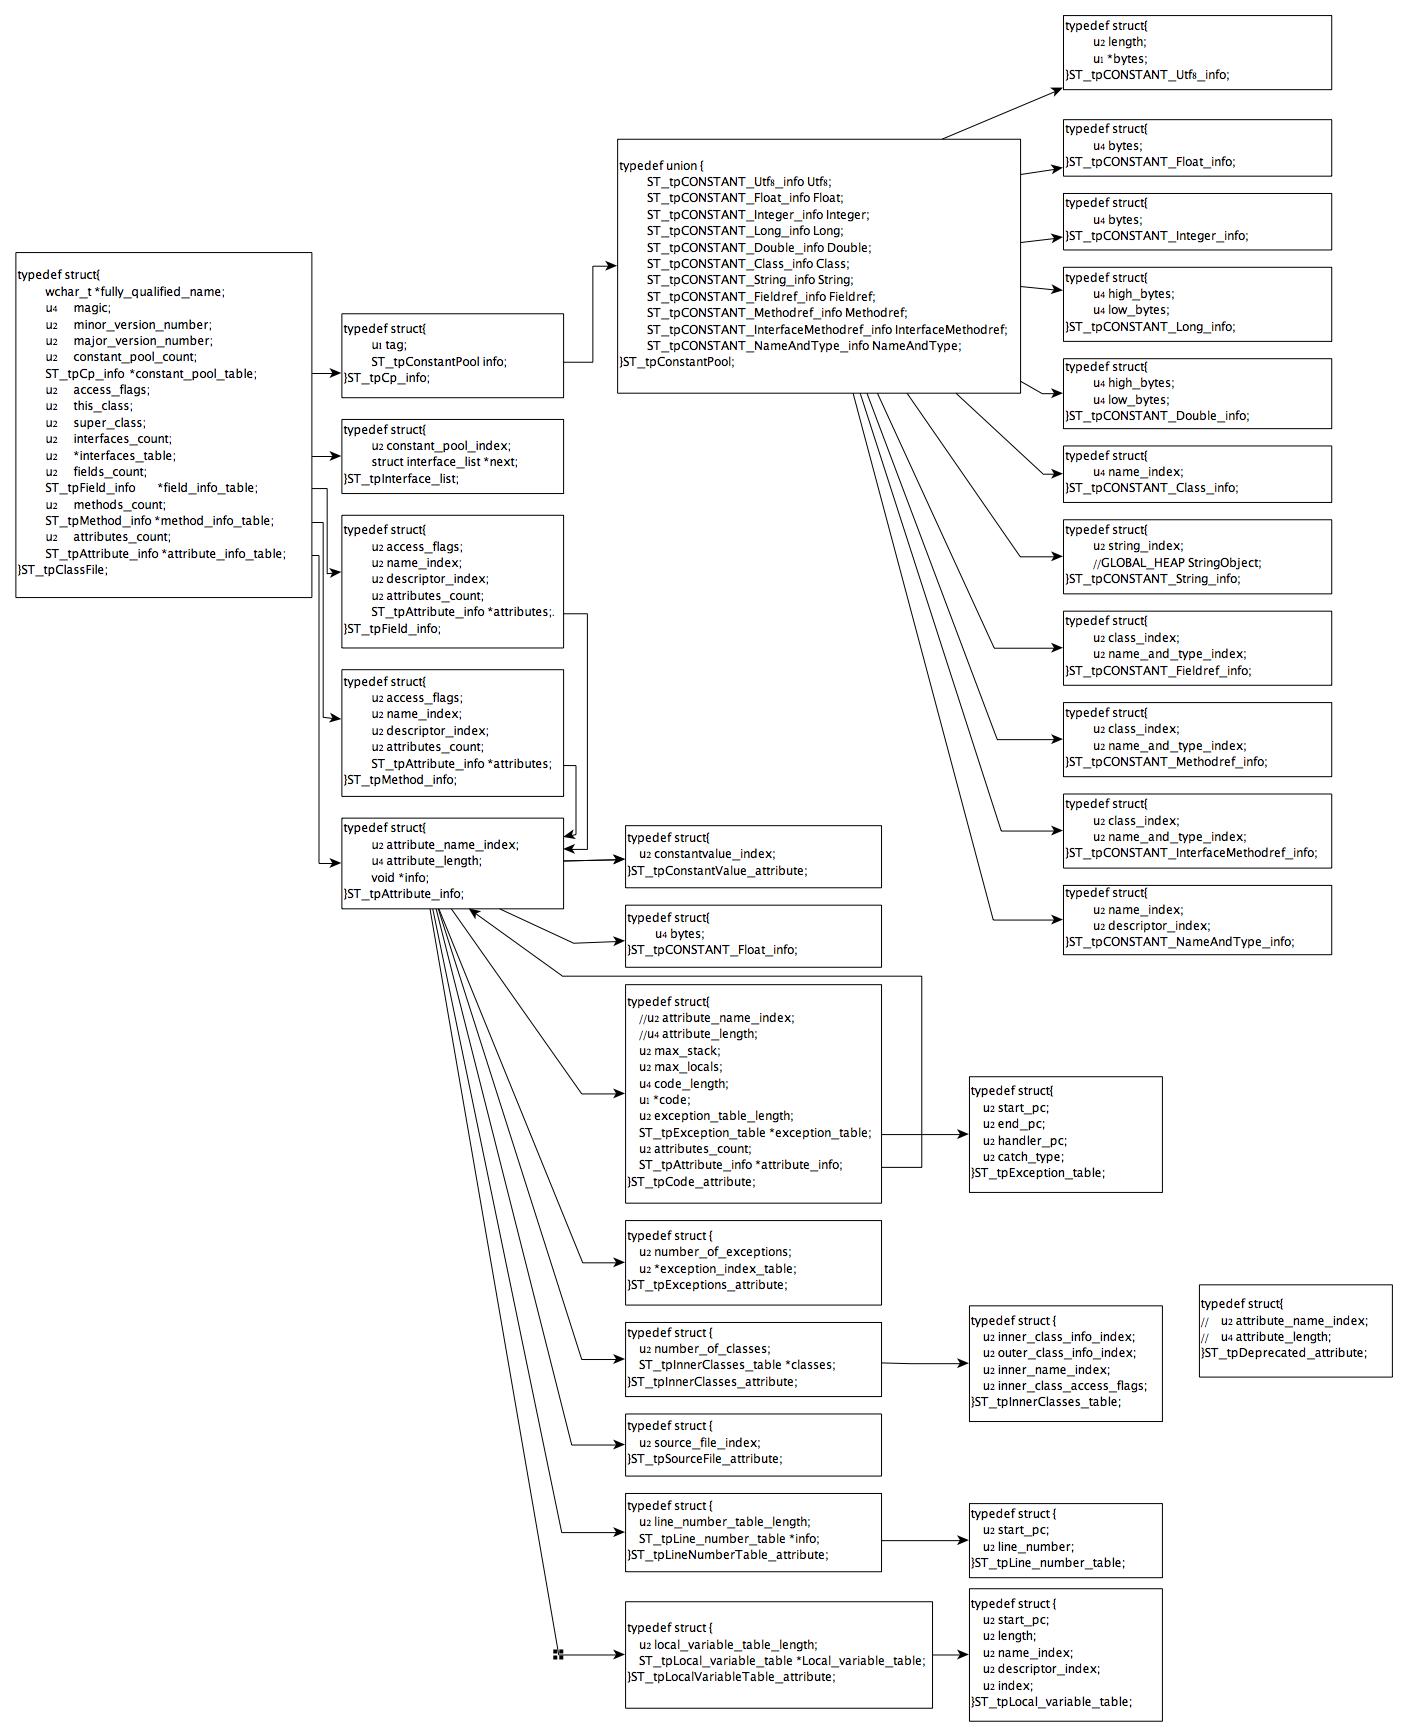 typedef struct{
wchar_t *fully_qualified_name;
u4 magic;
u2 minor_version_number;
u2 major_version_number;
u2 constant_pool_count;
ST_tpCp_info *constant_pool_table;
u2 access_flags;
u2 this_class;
u2 super_class;
u2 interfaces_count;
u2 *interfaces_table;
u2 fields_count;
ST_tpField_info *field_info_table;
u2 methods_count;
ST_tpMethod_info *method_info_table;
u2 attributes_count;
ST_tpAttribute_info *attribute_info_table;
}ST_tpClassFile;
typedef struct{
u1 tag;
ST_tpConstantPool info;
}ST_tpCp_info;
typedef struct{
u2 constant_pool_index;
struct interface_list *next;
}ST_tpInterface_list;
typedef struct{
u2 access_flags;
u2 name_index;
u2 descriptor_index;
u2 attributes_count;
ST_tpAttribute_info *attributes;.
}ST_tpField_info;
typedef struct{
u2 access_flags;
u2 name_index;
u2 descriptor_index;
u2 attributes_count;
ST_tpAttribute_info *attributes;
}ST_tpMethod_info;
typedef struct{
u2 attribute_name_index;
u4 attribute_length;
void *info;
}ST_tpAttribute_info;
typedef union {
ST_tpCONSTANT_Utf8_info Utf8;
ST_tpCONSTANT_Float_info Float;
ST_tpCONSTANT_Integer_info Integer;
ST_tpCONSTANT_Long_info Long;
ST_tpCONSTANT_Double_info Double;
ST_tpCONSTANT_Class_info Class;
ST_tpCONSTANT_String_info String;
ST_tpCONSTANT_Fieldref_info Fieldref;
ST_tpCONSTANT_Methodref_info Methodref;
ST_tpCONSTANT_InterfaceMethodref_info InterfaceMethodref;
ST_tpCONSTANT_NameAndType_info NameAndType;
}ST_tpConstantPool;
typedef struct{
u2 length;
u1 *bytes;
}ST_tpCONSTANT_Utf8_info;
typedef struct{
u4 bytes;
}ST_tpCONSTANT_Float_info;
typedef struct{
u4 bytes;
}ST_tpCONSTANT_Integer_info;
typedef struct{
u4 high_bytes;
u4 low_bytes;
}ST_tpCONSTANT_Long_info;
typedef struct{
u4 high_bytes;
u4 low_bytes;
}ST_tpCONSTANT_Double_info;
typedef struct{
u4 name_index;
}ST_tpCONSTANT_Class_info;
typedef struct{
u2 string_index;
//GLOBAL_HEAP StringObject;
}ST_tpCONSTANT_String_info;
typedef struct{
u2 class_index;
u2 name_and_type_index;
}ST_tpCONSTANT_Fieldref_info;
typedef struct{
u2 class_index;
u2 name_and_type_index;
}ST_tpCONSTANT_Methodref_info;
typedef struct{
u2 class_index;
u2 name_and_type_index;
}ST_tpCONSTANT_InterfaceMethodref_info;
typedef struct{
u2 name_index;
u2 descriptor_index;
}ST_tpCONSTANT_NameAndType_info;
typedef struct{
u2 constantvalue_index;
}ST_tpConstantValue_attribute;
typedef struct{
u4 bytes;
}ST_tpCONSTANT_Float_info;
typedef struct{
//u2 attribute_name_index;
//u4 attribute_length;
u2 max_stack;
u2 max_locals;
u4 code_length;
u1 *code;
u2 exception_table_length;
ST_tpException_table *exception_table;
u2 attributes_count;
ST_tpAttribute_info *attribute_info;
}ST_tpCode_attribute;
typedef struct{
u2 start_pc;
u2 end_pc;
u2 handler_pc;
u2 catch_type;
}ST_tpException_table;
typedef struct {
u2 number_of_exceptions;
u2 *exception_index_table;
}ST_tpExceptions_attribute;
typedef struct {
u2 number_of_classes;
ST_tpInnerClasses_table *classes;
}ST_tpInnerClasses_attribute;
typedef struct {
u2 inner_class_info_index;
u2 outer_class_info_index;
u2 inner_name_index;
u2 inner_class_access_flags;
}ST_tpInnerClasses_table;
typedef struct{
// u2 attribute_name_index;
// u4 attribute_length;
}ST_tpDeprecated_attribute;
typedef struct {
u2 source_file_index;
}ST_tpSourceFile_attribute;
typedef struct {
u2 line_number_table_length;
ST_tpLine_number_table *info;
}ST_tpLineNumberTable_attribute;
typedef struct {
u2 start_pc;
u2 line_number;
}ST_tpLine_number_table;
typedef struct {
u2 local_variable_table_length;
ST_tpLocal_variable_table *Local_variable_table;
}ST_tpLocalVariableTable_attribute;
typedef struct {
u2 start_pc;
u2 length;
u2 name_index;
u2 descriptor_index;
u2 index;
}ST_tpLocal_variable_table;